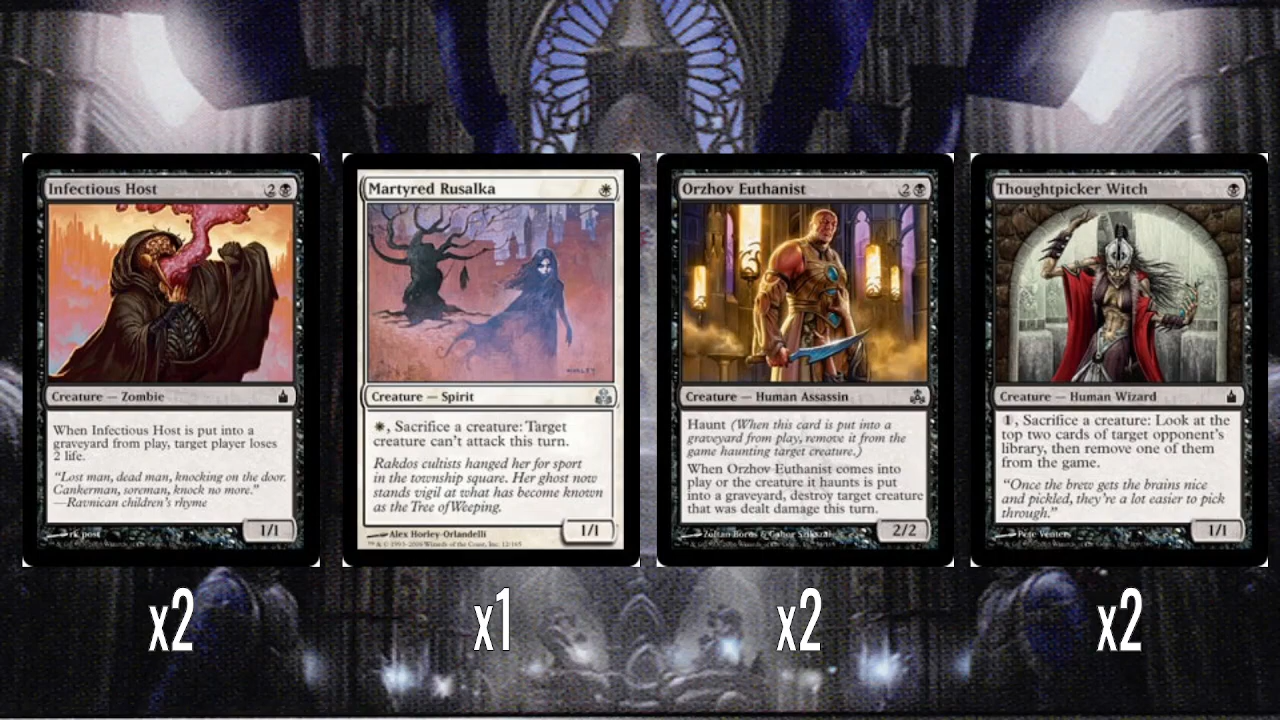 Infectious Host 2
Creature — Zombie
When Infectious Host is put into a
graveyard from play, target player loses
2 life.
“Lost man, dead man, knocking on the door.
Cankerman, soreman, knock no more.”
—Ravnican children's rhyme
rk post
1/1
x2
Martyred Rusalka
Creature — Spirit
, Sacrifice a creature: Target
creature can't attack this turn.
Rakdos cultists hanged her for sport
in the township square. Her ghost now
stands vigil at what has become known
as the Tree of Weeping.
Alex Horley-Orlandelli
1/1
x1
Orzhov Euthanist 2
Creature — Human Assassin
Haunt (When this card is put into a
graveyard from play, remove it from the
game haunting target creature.)
When Orzhov Euthanist comes into
play or the creature it haunts is put
into a graveyard, destroy target creature
that was dealt damage this turn.
Zoltan Boros & Gabor Szikszai
2/2
x2
Thoughtpicker Witch
Creature — Human Wizard
1, Sacrifice a creature: Look at the
top two cards of target opponent's
library, then remove one of them
from the game.
“Once the brew gets the brains nice
and pickled, they're a lot easier to pick
through.”
Pete Venters
1/1
x2